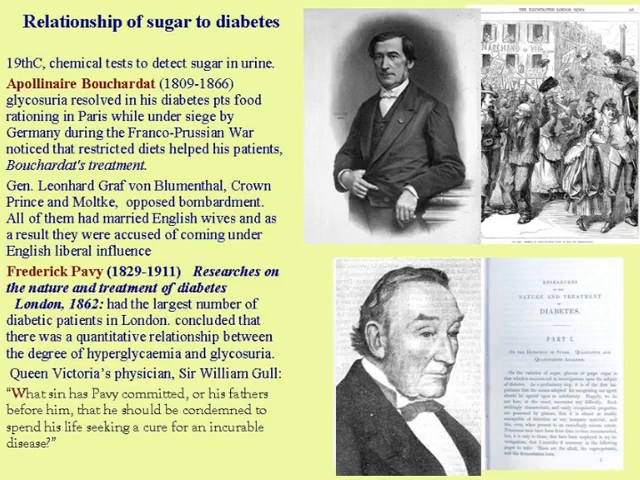 Relationship of sugar to diabetes
19thC, chemical tests to detect sugar in urine.
Apollinaire Bouchardat (1809-1866)
glycosuria resolved in his diabetes pts food
rationing in Paris while under siege by
Germany during the Franco-Prussian War
noticed that restricted diets helped his patients,
Bouchardat's treatment.
Gen. Leonhard Graf von Blumenthal, Crown
Prince and Moltke, opposed bombardment.
All of them had married English wives and as
a result they were accused of coming under
English liberal influence
Frederick Pavy (1829-1911) Researches on
the nature and treatment of diabetes
London, 1862: had the largest number of
diabetic patients in London. concluded that
there was a quantitative relationship between
the degree of hyperglycaemia and glycosuria.
Queen Victoria's physician, Sir William Gull:
"What sin has Pavy committed, or his fathers
before him, that he should be condemned to
spend his life seeking a cure for an incurable
disease?"
THE ILLUSTRATED LONDON NEWS
MARCHAND
RESEARCHES
ON THE
NATURE AND TREATMENT
OF
DIABETES.
PART I.